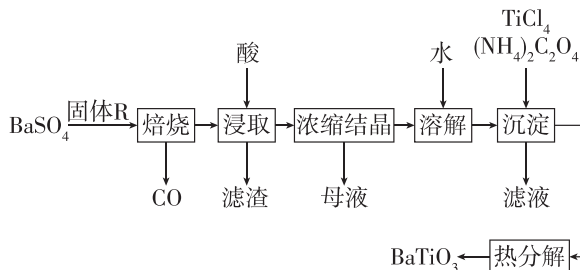 TiCl₄
酸 水 (NH₄)₂C₂O₄
BaSO₄ 固体R 焙烧 浸取 浓缩结晶 溶解 沉淀
CO 滤渣 母液 滤液
BaTiO₃ 热分解